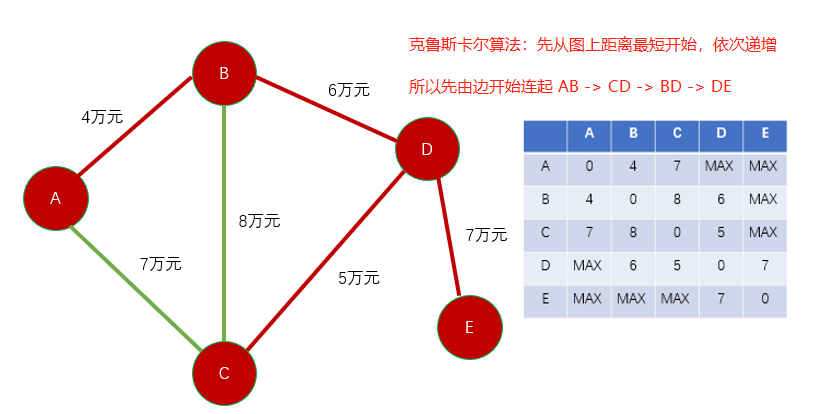 克鲁斯卡尔算法：先从图上距离最短开始，依次递增
所以先由边开始连起 AB -> CD -> BD -> DE
B
6万元
4万元
D
A
8万元
7万元
7万元
5万元
E
C
A B C D E
A 0 4 7 MAX MAX
B 4 0 8 6 MAX
C 7 8 0 5 MAX
D MAX 6 5 0 7
E MAX MAX MAX 7 0